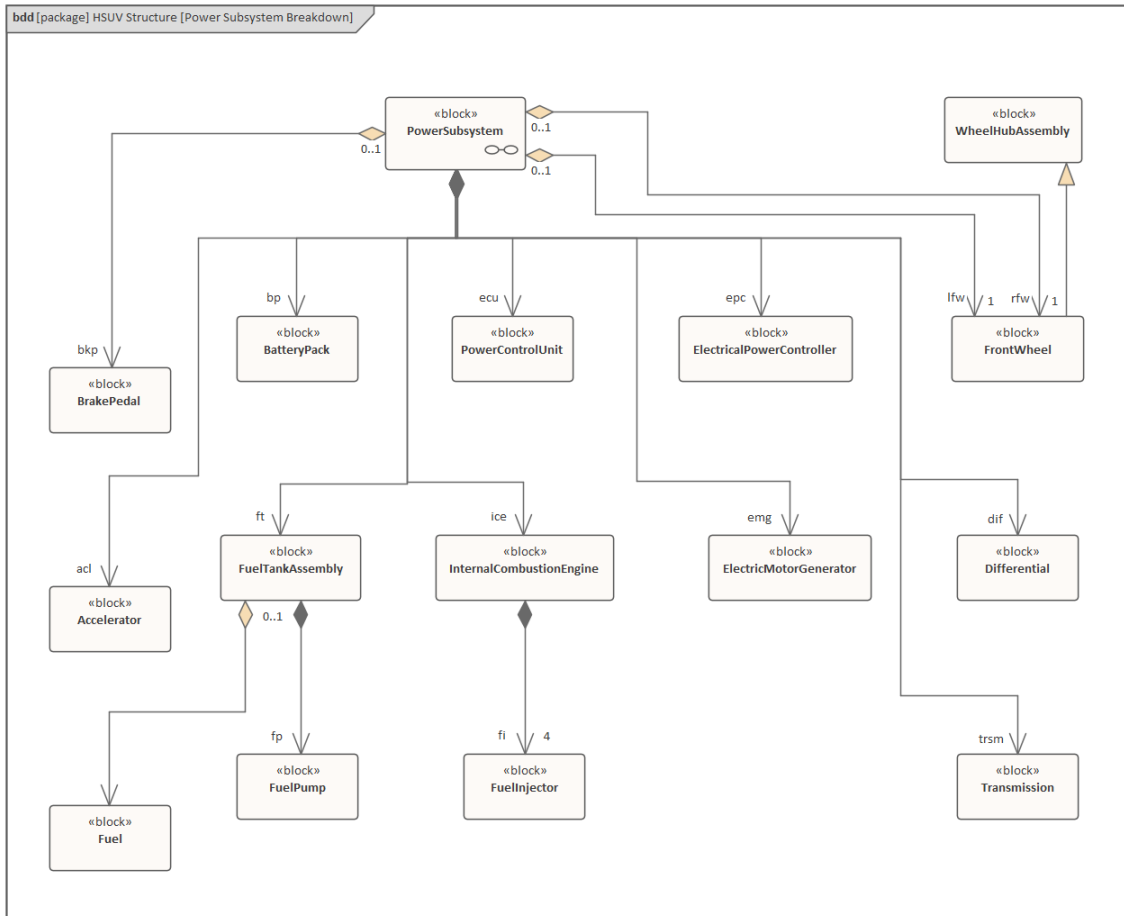 bdd [package] HSUV Structure [Power Subsystem Breakdown]
«block»
PowerSubsystem
0..1
0..1
0..1
«block»
WheelHubAssembly
bkp
«block»
BrakePedal
bp
«block»
BatteryPack
ecu
«block»
PowerControlUnit
epc
«block»
ElectricalPowerController
lfw
1
rfw
1
«block»
FrontWheel
acl
«block»
Accelerator
ft
«block»
FuelTankAssembly
0..1
ice
«block»
InternalCombustionEngine
emg
«block»
ElectricMotorGenerator
dif
«block»
Differential
«block»
Fuel
fp
«block»
FuelPump
fi
4
«block»
FuelInjector
trsm
«block»
Transmission